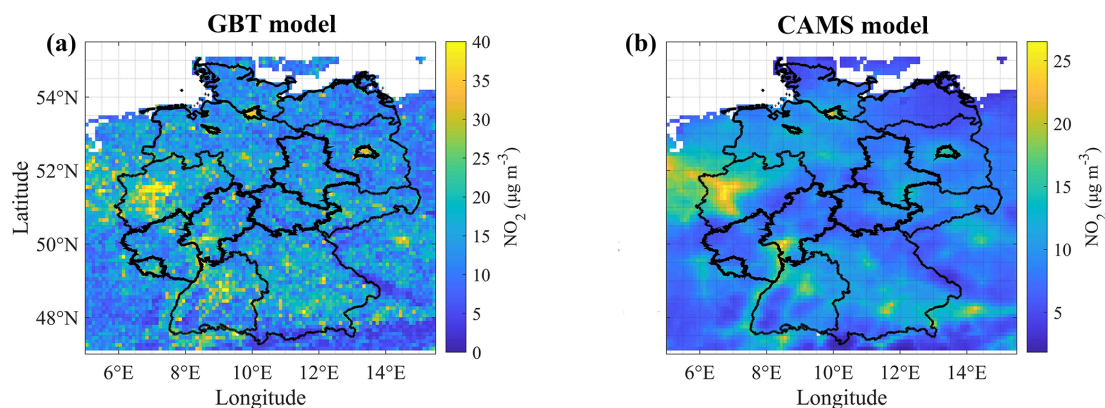 GBT model
(a)
54°N
52°N
50°N
48°N
Latitude
6°E 8°E 10°E 12°E 14°E
Longitude
40
35
30
25
20
15
10
5
0
NO2 (µg m-3)
CAMS model
(b)
6°E 8°E 10°E 12°E 14°E
Longitude
25
20
15
10
5
NO2 (µg m-3)